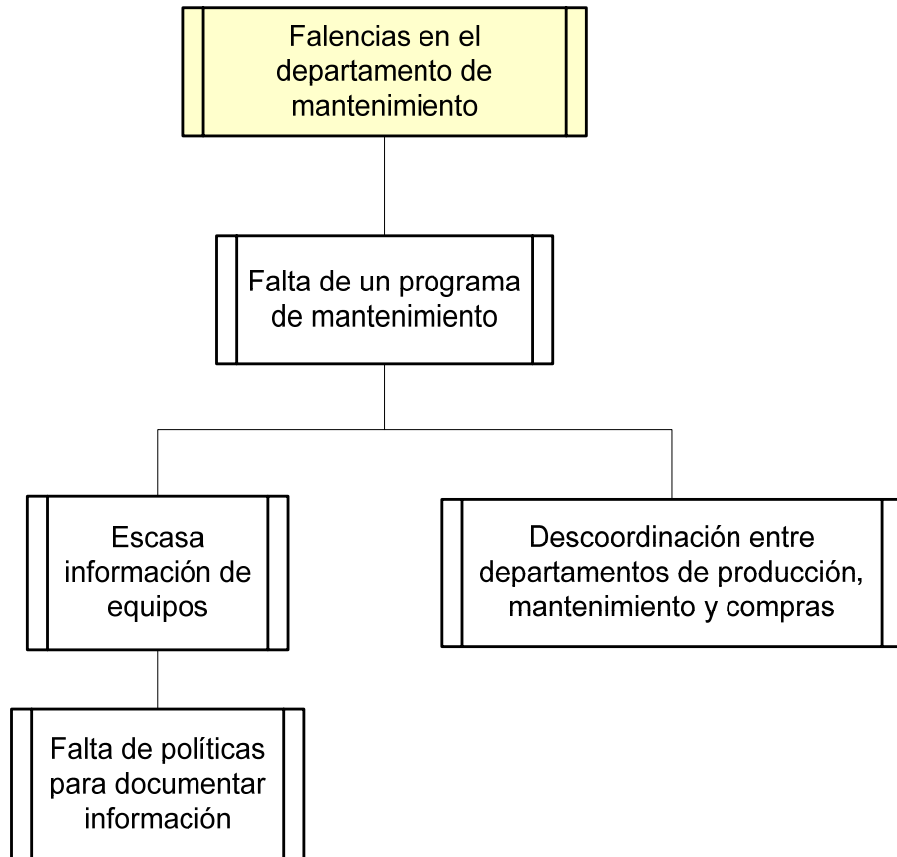 Falencias en el
departamento de
mantenimiento
Falta de un programa
de mantenimiento
Escasa
información de
equipos
Descoordinación entre
departamentos de producción,
mantenimiento y compras
Falta de políticas
para documentar
información